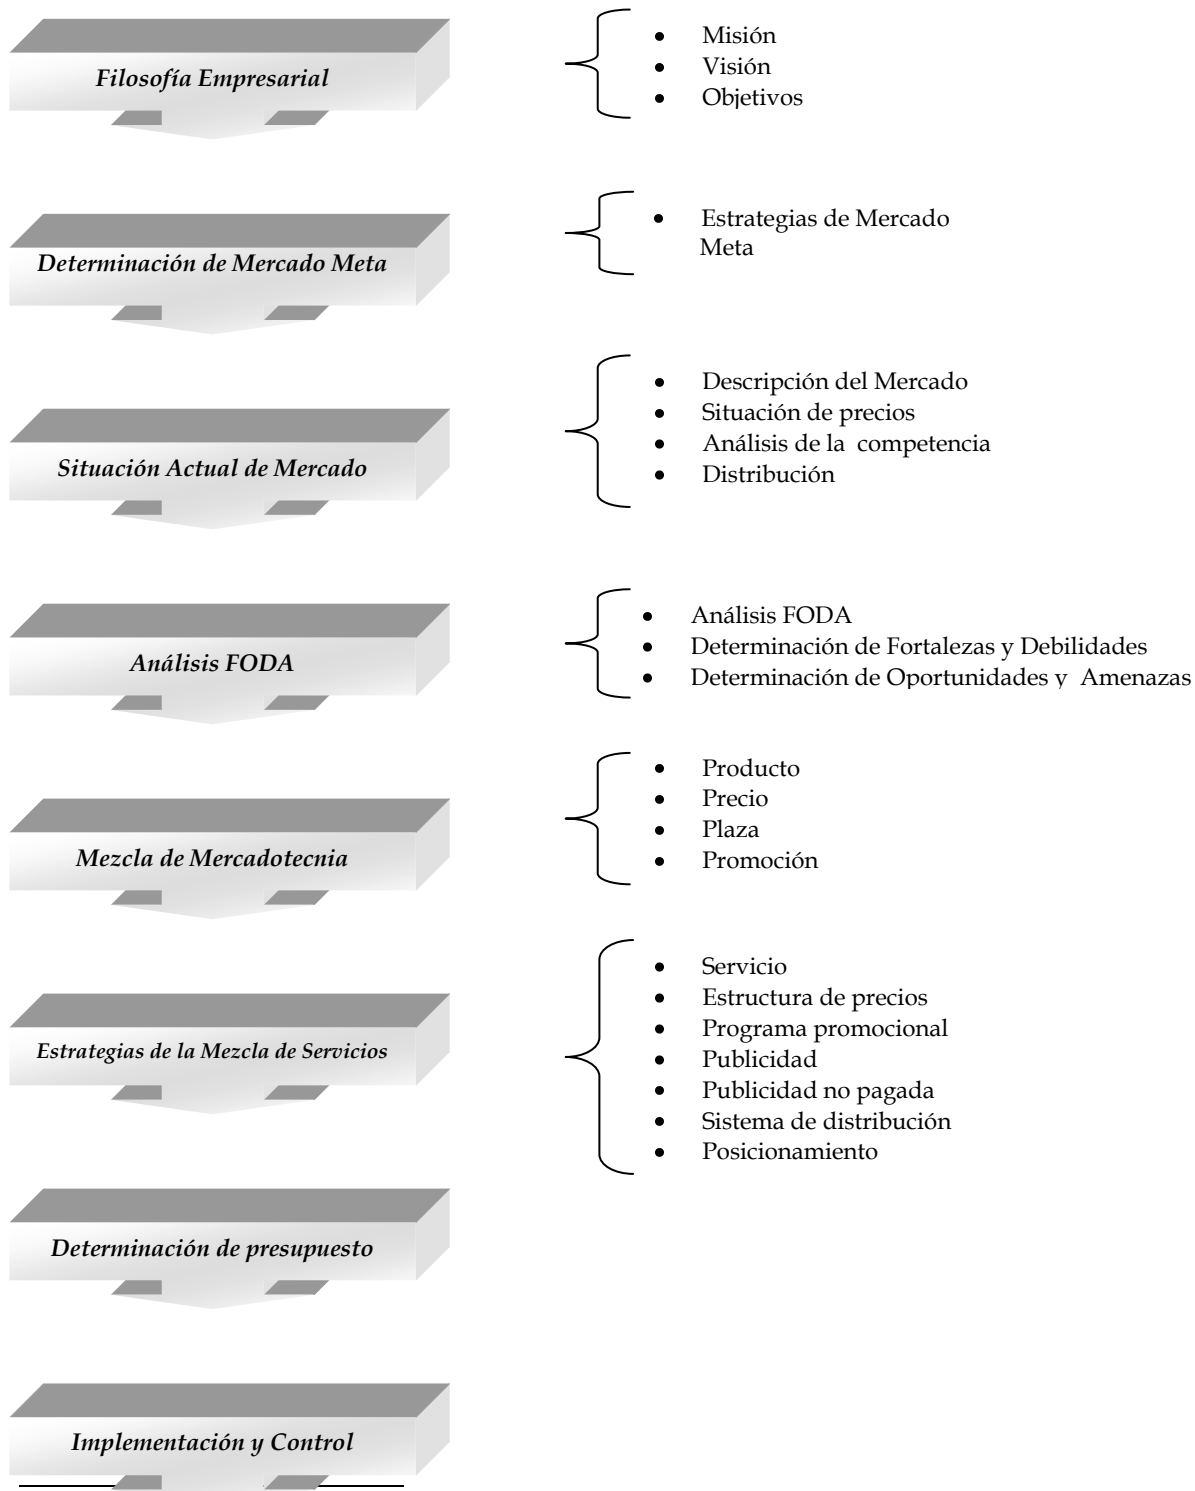 Filosofía Empresarial
• Misión
• Visión
• Objetivos
Determinación de Mercado Meta
• Estrategias de Mercado
Meta
Situación Actual de Mercado
• Descripción del Mercado
• Situación de precios
• Análisis de la competencia
• Distribución
Análisis FODA
• Análisis FODA
• Determinación de Fortalezas y Debilidades
• Determinación de Oportunidades y Amenazas
Mezcla de Mercadotecnia
• Producto
• Precio
• Plaza
• Promoción
Estrategias de la Mezcla de Servicios
• Servicio
• Estructura de precios
• Programa promocional
• Publicidad
• Publicidad no pagada
• Sistema de distribución
• Posicionamiento
Determinación de presupuesto
Implementación y Control